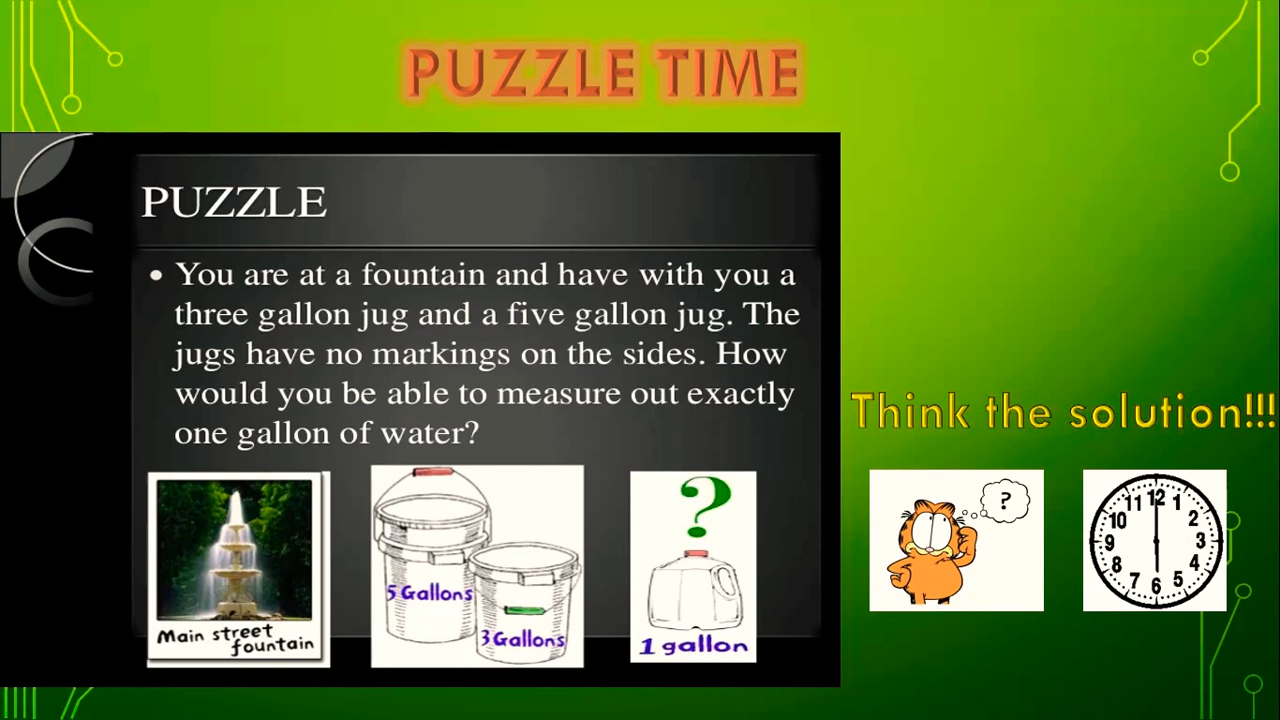 PUZZLE TIME
PUZZLE
• You are at a fountain and have with you a
three gallon jug and a five gallon jug. The
jugs have no markings on the sides. How
would you be able to measure out exactly
one gallon of water?
Main street
fountain
5 Gallons
3 Gallons
?
1 gallon
Think the solution!!!
?
12
1
2
3
4
5
6
7
8
9
10
11